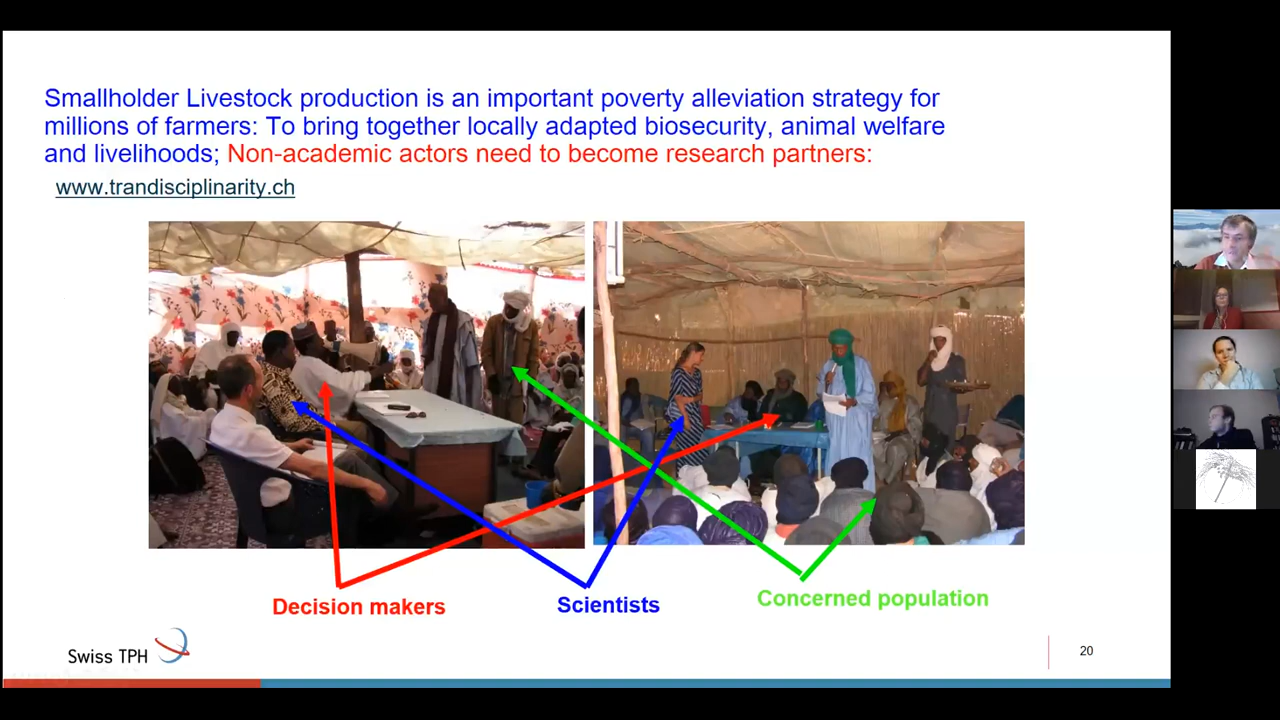 Smallholder Livestock production is an important poverty alleviation strategy for
millions of farmers: To bring together locally adapted biosecurity, animal welfare
and livelihoods; Non-academic actors need to become research partners:
www.trandisciplinarity.ch
Decision makers
Scientists
Concerned population
Swiss TPH
20